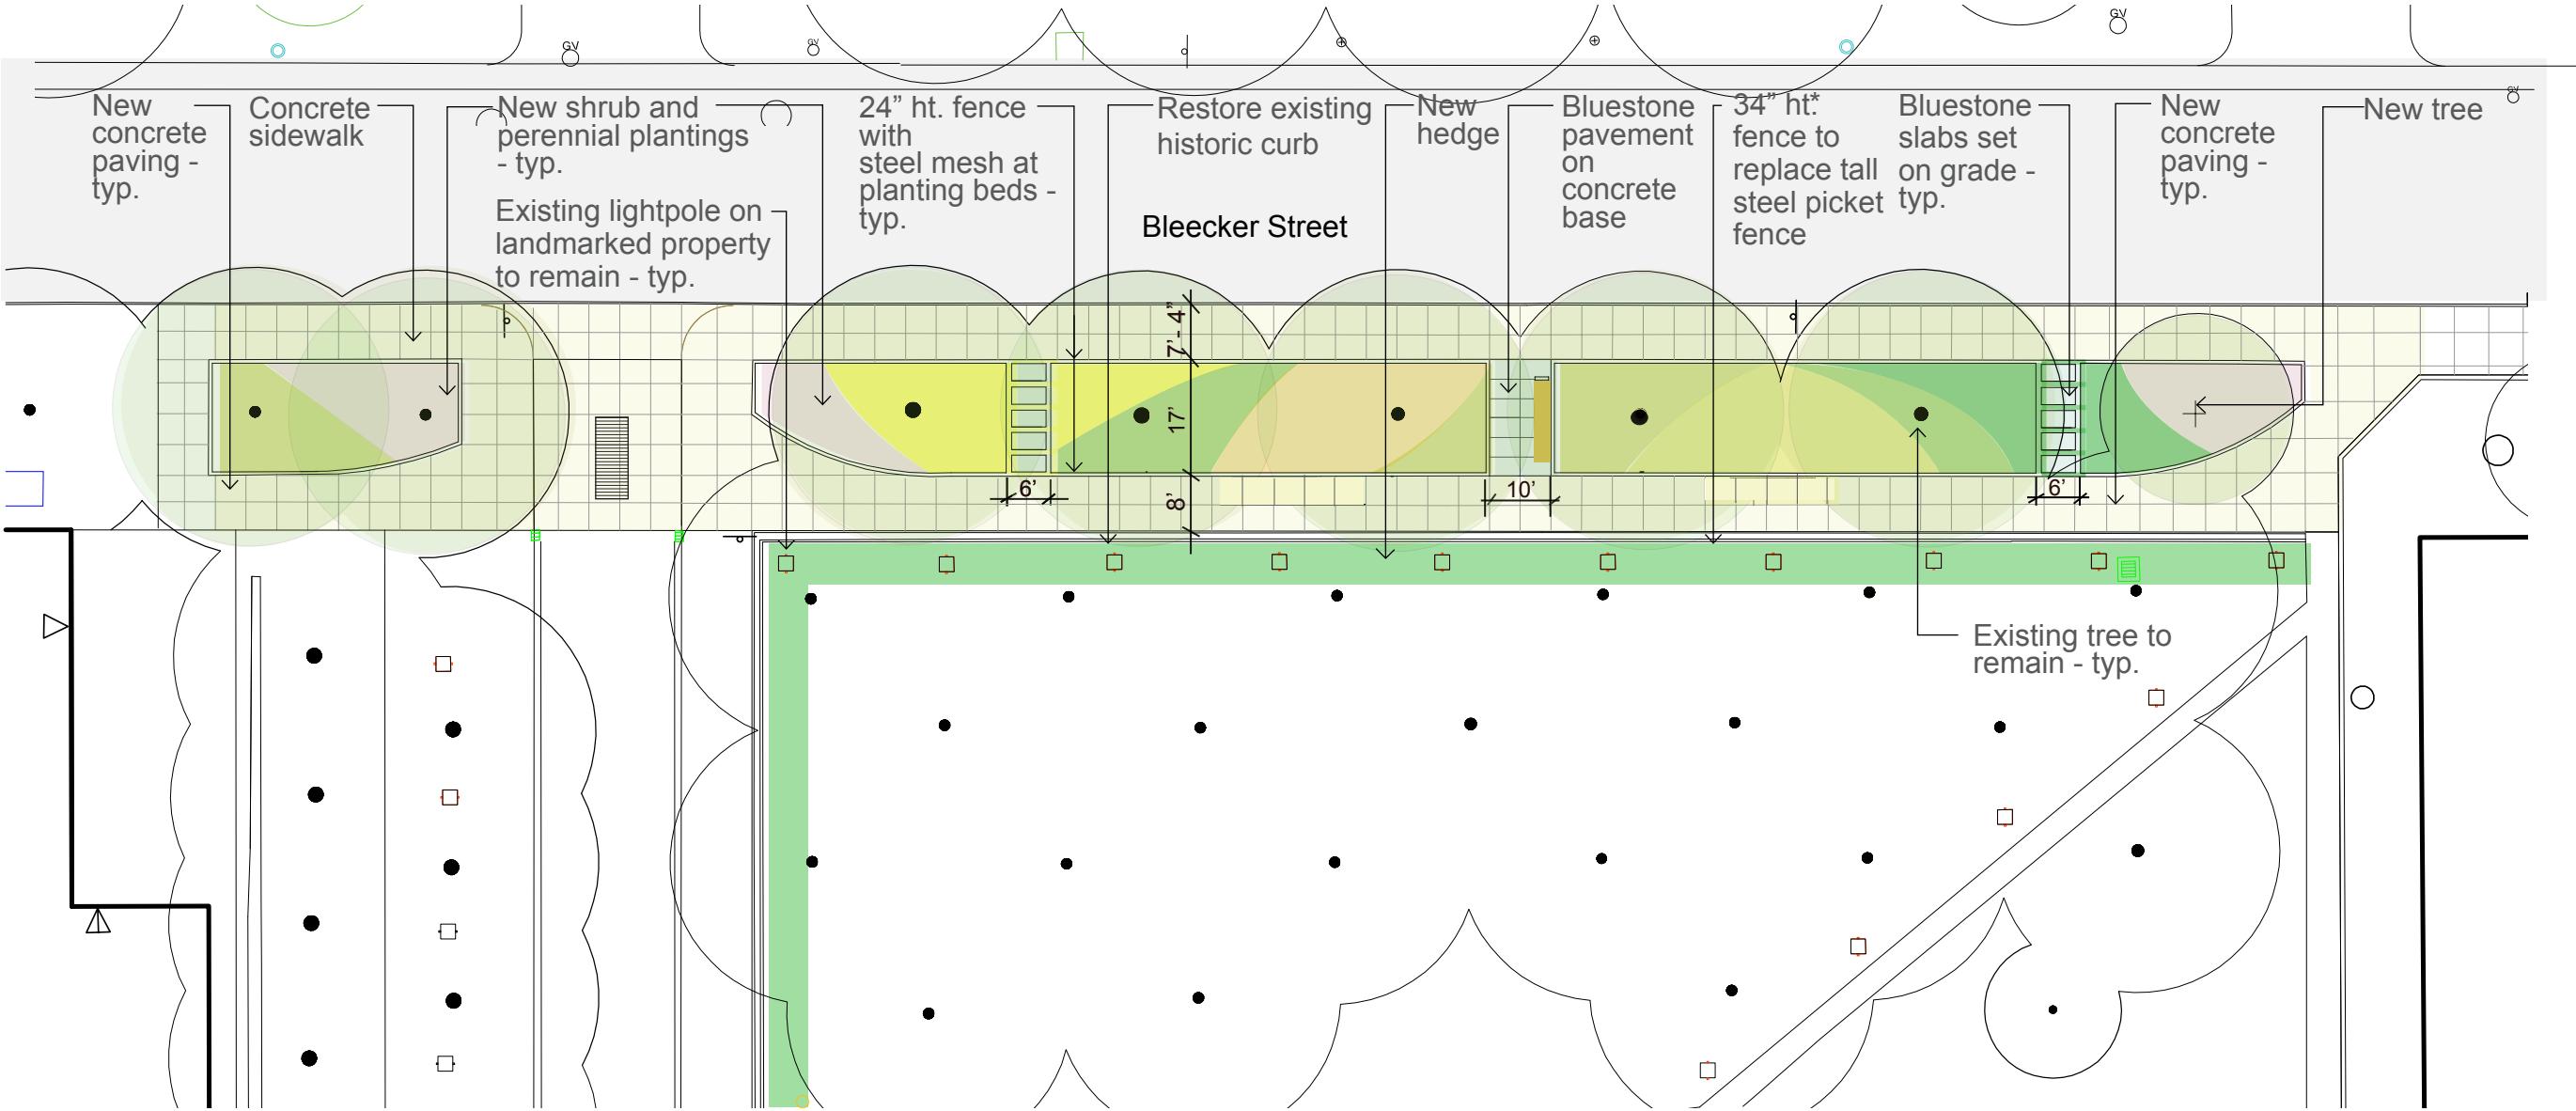 GV
GV
GV
GV
New
concrete
paving -
typ.
Concrete
sidewalk
New shrub and
perennial plantings
- typ.
Existing lightpole on
landmarked property
to remain - typ.
24” ht. fence
with
steel mesh at
planting beds -
typ.
Restore existing
historic curb
Bleecker Street
New
hedge
Bluestone
pavement
on
concrete
base
34” ht*
fence to
replace tall
steel picket
fence
Bluestone
slabs set
on grade -
typ.
New
concrete
paving -
typ.
New tree
7’- 4”
17’
8’
6’
10’
6’
Existing tree to
remain - typ.